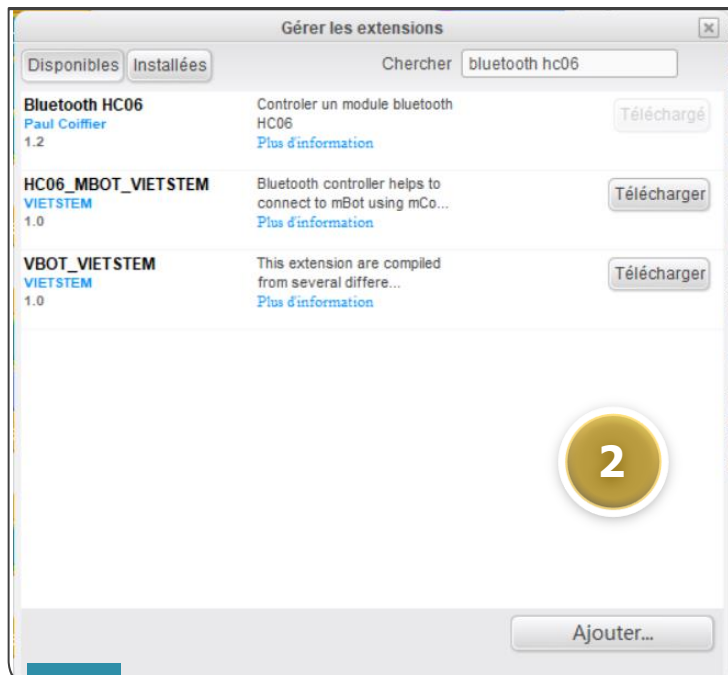 Gérer les extensions
Disponibles Installées Chercher bluetooth hc06
Bluetooth HC06
Paul Coiffier
1.2
Controler un module bluetooth
HC06
Plus d'information
Téléchargé
HC06_MBOT_VIETSTEM
VIETSTEM
1.0
Bluetooth controller helps to
connect to mBot using mCo...
Plus d'information
Télécharger
VBOT_VIETSTEM
VIETSTEM
1.0
This extension are compiled
from several differe...
Plus d'information
Télécharger
2
Ajouter...